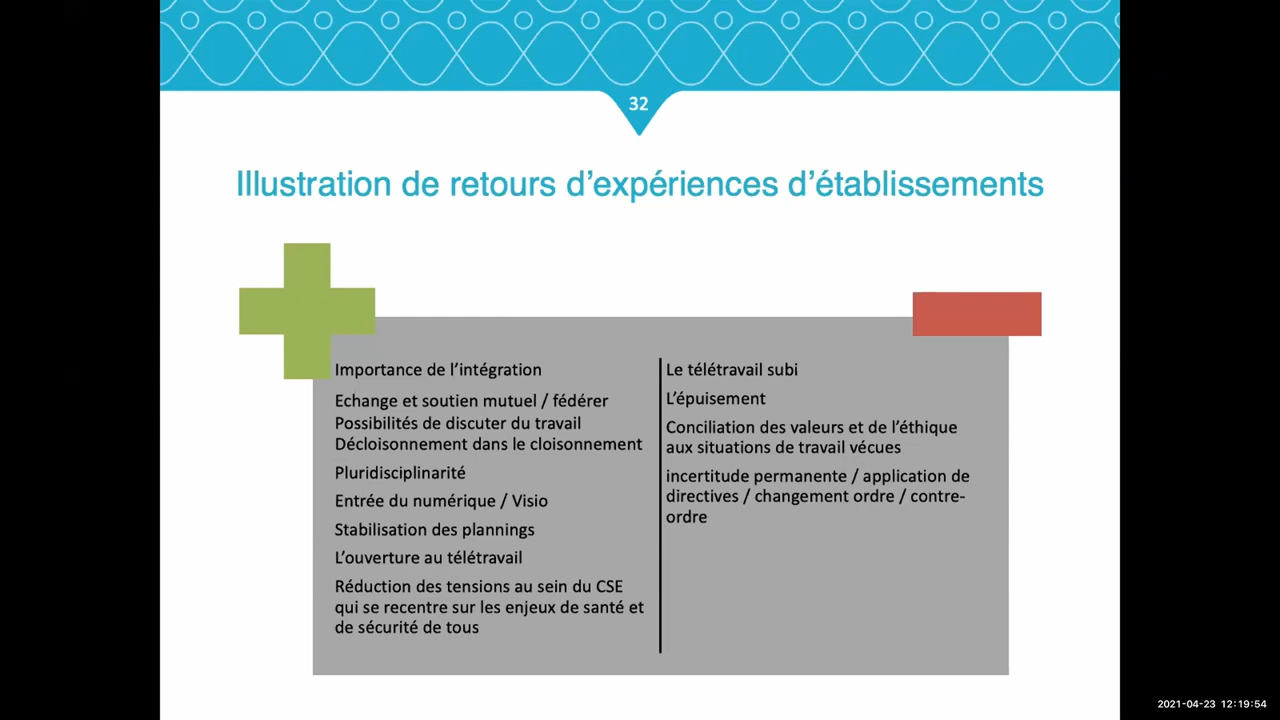 32
Illustration de retours d’expériences d’établissements
Importance de l’intégration
Echange et soutien mutuel / fédérer
Possibilités de discuter du travail
Décloisonnement dans le cloisonnement
Pluridisciplinarité
Entrée du numérique / Visio
Stabilisation des plannings
L’ouverture au télétravail
Réduction des tensions au sein du CSE
qui se recentre sur les enjeux de santé et
de sécurité de tous
Le télétravail subi
L’épuisement
Conciliation des valeurs et de l’éthique
aux situations de travail vécues
incertitude permanente / application de
directives / changement ordre / contre-
ordre
2021-04-23 12:19:54